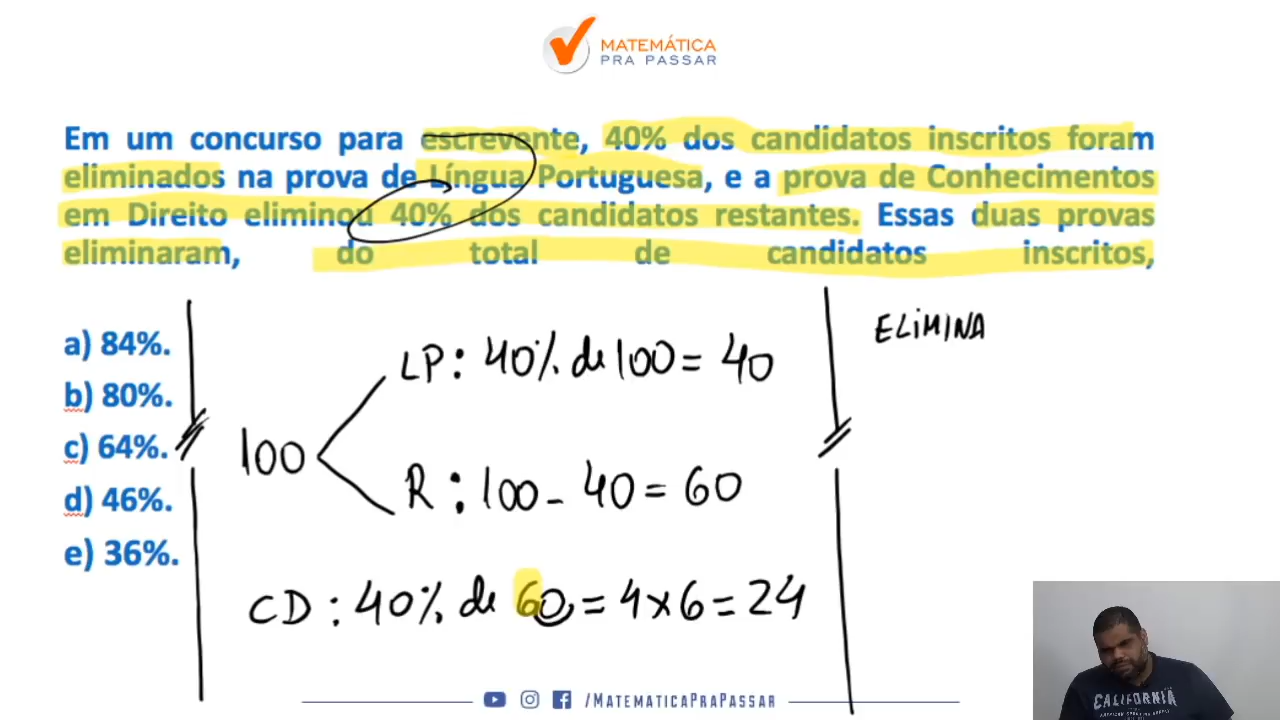 MATEMÁTICA
PRA PASSAR
Em um concurso para escrevente, 40% dos candidatos inscritos foram
eliminados na prova de Língua Portuguesa, e a prova de Conhecimentos
em Direito eliminou 40% dos candidatos restantes. Essas duas provas
eliminaram, do total de candidatos inscritos,
a) 84%.
b) 80%.
c) 64%.
d) 46%.
e) 36%.
LP: 40% de 100 = 40
100
R: 100 - 40 = 60
CD: 40% de 60 = 4x6 = 24
ELIMINA
/MATEMATICAPRAPASSAR
CALIFORNIA